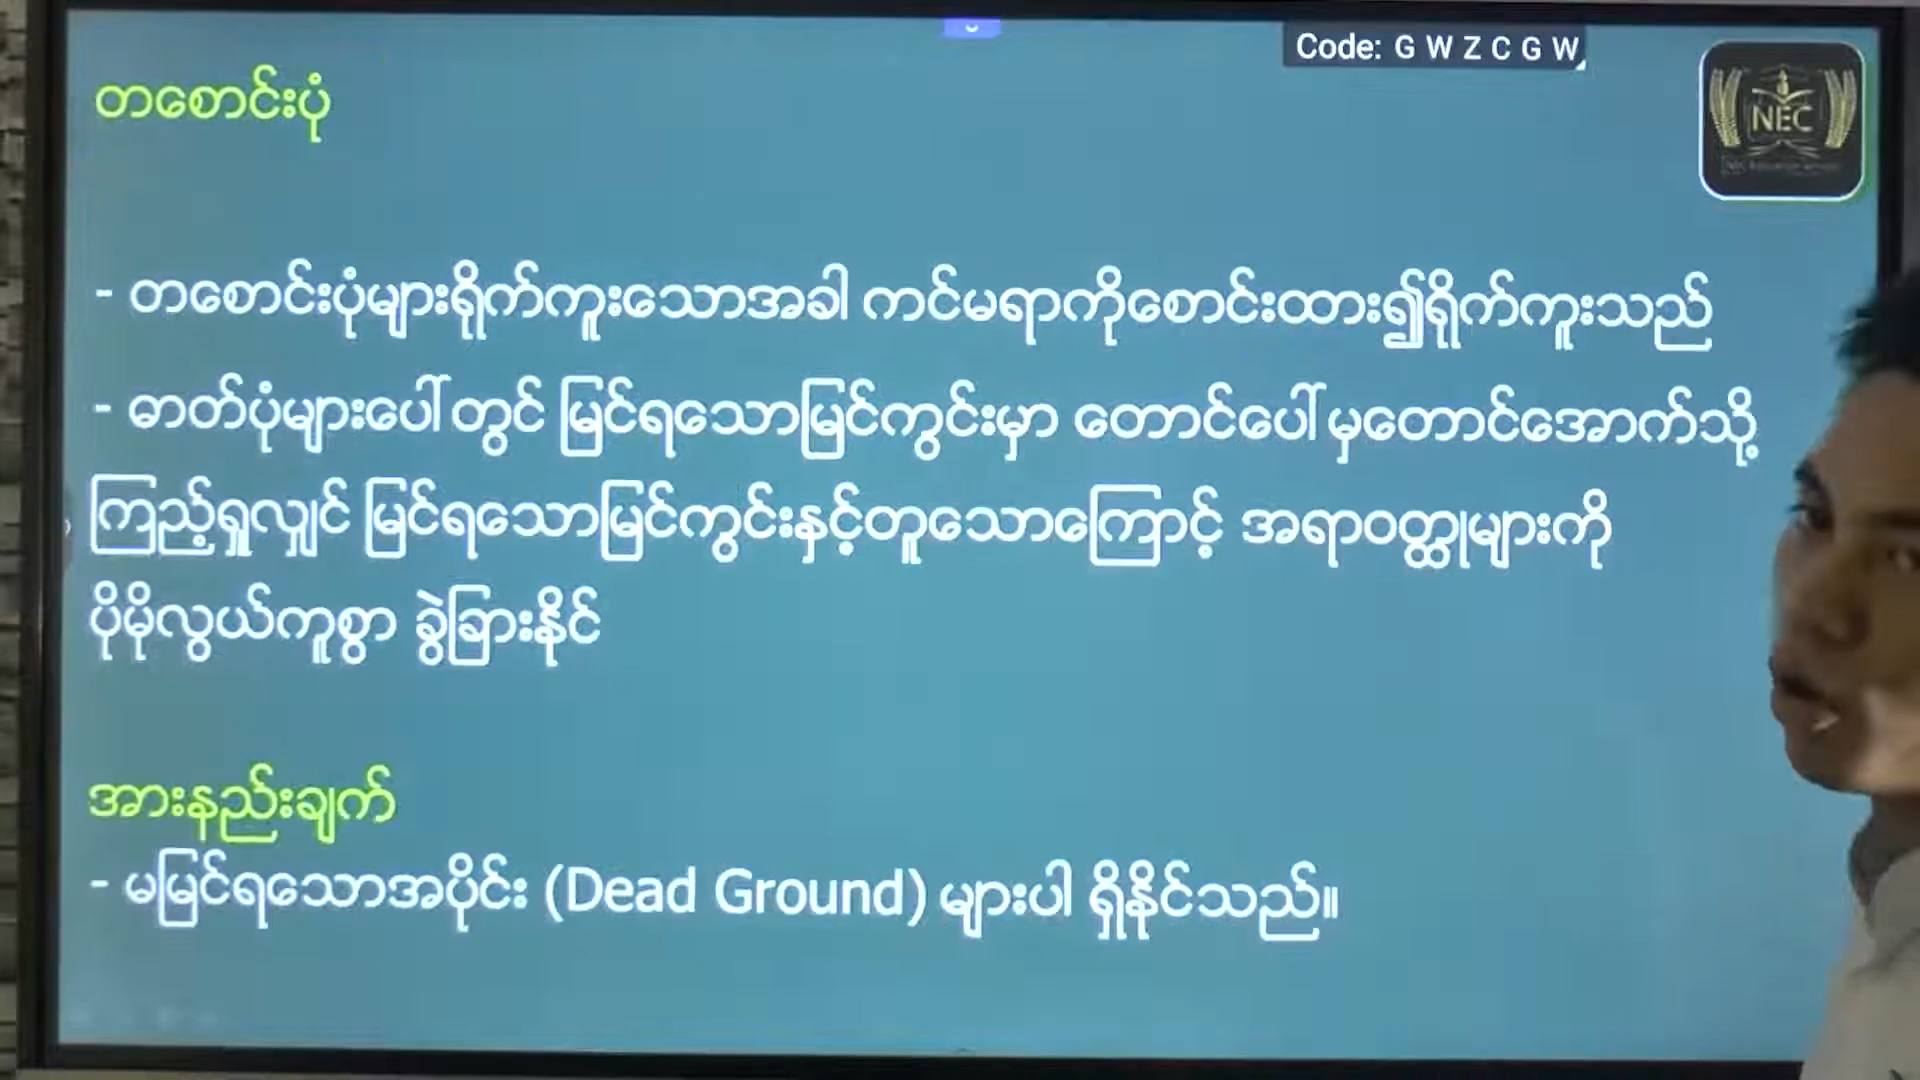 Code: G W Z C G W
NEC
တစောင်းပုံ
- တစောင်းပုံများရိုက်ကူးသောအခါ ကင်မရာကိုစောင်းထား၍ရိုက်ကူးသည်
- ဓာတ်ပုံများပေါ်တွင် မြင်ရသောမြင်ကွင်းမှာ တောင်ပေါ်မှတောင်အောက်သို့
ကြည့်ရှုလျှင် မြင်ရသောမြင်ကွင်းနှင့်တူသောကြောင့် အရာဝတ္ထုများကို
ပိုမိုလွယ်ကူစွာ ခွဲခြားနိုင်
အားနည်းချက်
- မမြင်ရသောအပိုင်း (Dead Ground) များပါ ရှိနိုင်သည်။